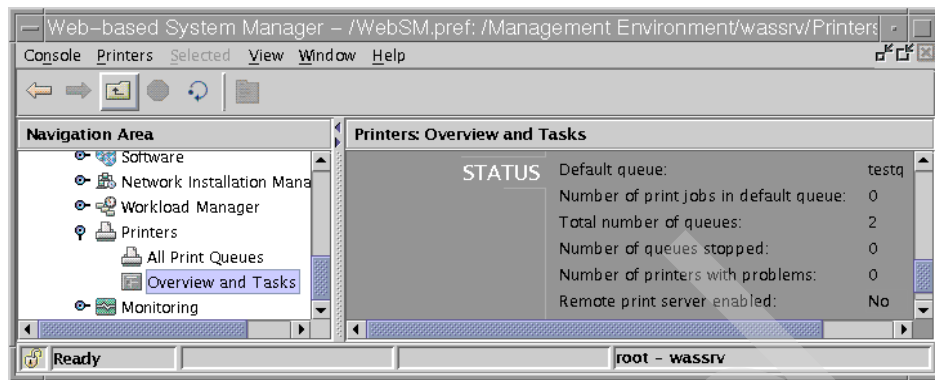 Web-based System Manager - /WebSM.pref: /Management Environment/wassrv/Printers
Console Printers Selected View Window Help
Navigation Area
Software
Network Installation Mana
Workload Manager
Printers
All Print Queues
Overview and Tasks
Monitoring
Printers: Overview and Tasks
STATUS
Default queue: testq
Number of print jobs in default queue: 0
Total number of queues: 2
Number of queues stopped: 0
Number of printers with problems: 0
Remote print server enabled: No
Ready
root - wassrv